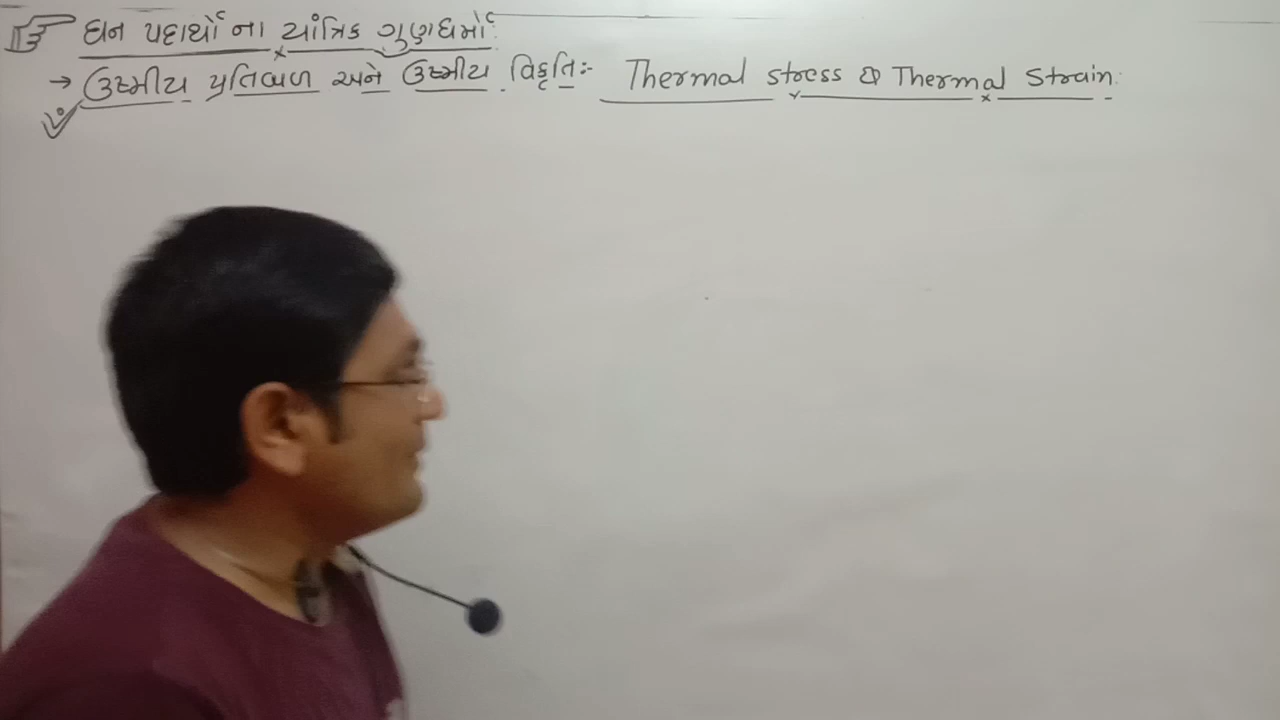 ઘન પદાર્થો ના યાંત્રિક ગુણધર્મો:
→ ઉષ્મીય પ્રતિબળ અને ઉષ્મીય વિકૃતિ:- Thermal stress & Thermal Strain: